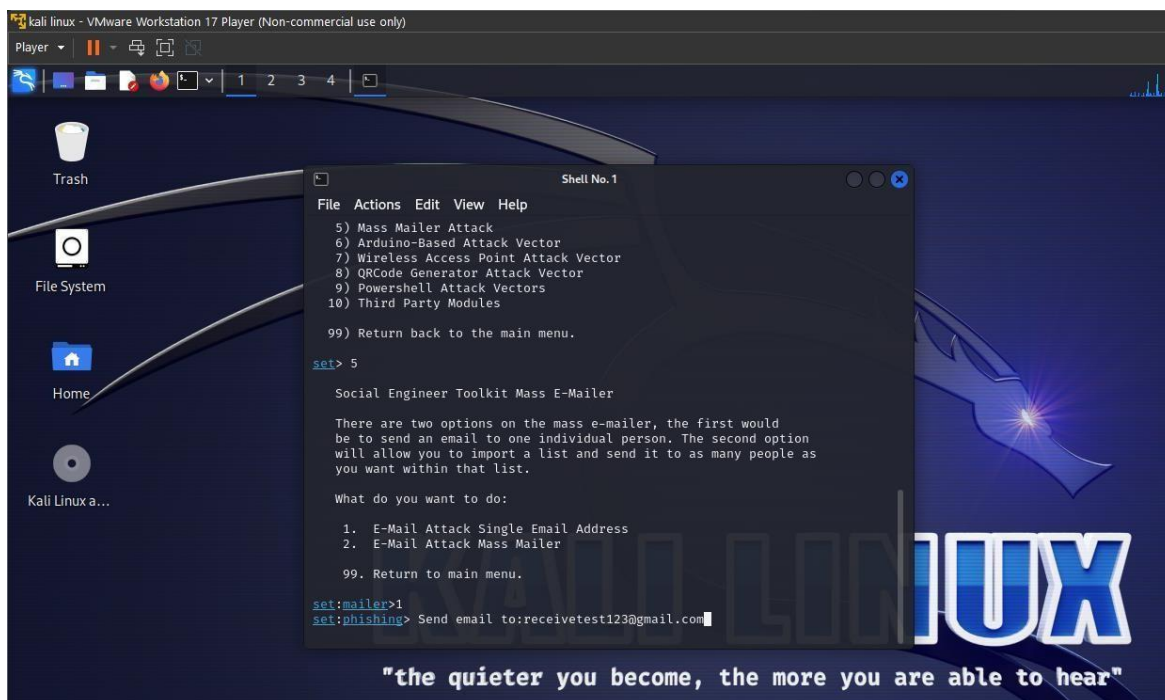 kali linux - VMware Workstation 17 Player (Non-commercial use only)
Player
1 2 3 4
Trash
File System
Home
Kali Linux a...
Shell No. 1
File Actions Edit View Help
5) Mass Mailer Attack
6) Arduino-Based Attack Vector
7) Wireless Access Point Attack Vector
8) QRCode Generator Attack Vector
9) Powershell Attack Vectors
10) Third Party Modules
99) Return back to the main menu.
set> 5
Social Engineer Toolkit Mass E-Mailer
There are two options on the mass e-mailer, the first would
be to send an email to one individual person. The second option
will allow you to import a list and send it to as many people as
you want within that list.
What do you want to do:
1. E-Mail Attack Single Email Address
2. E-Mail Attack Mass Mailer
99. Return to main menu.
set:mailer>1
set:phishing> Send email to:receivetest123@gmail.com
KALI LINUX
"the quieter you become, the more you are able to hear"